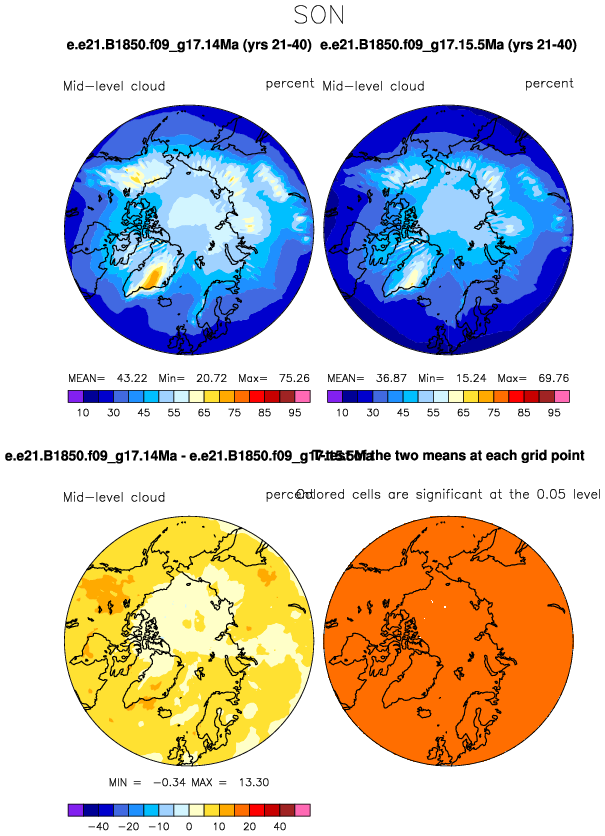 SON
e.e21.B1850.f09_g17.14Ma (yrs 21-40) e.e21.B1850.f09_g17.15.5Ma (yrs 21-40)
Mid-level cloud percent Mid-level cloud percent
MEAN= 43.22 Min= 20.72 Max= 75.26 MEAN= 36.87 Min= 15.24 Max= 69.76
10 30 45 55 65 75 85 95 10 30 45 55 65 75 85 95
e.e21.B1850.f09_g17.14Ma - e.e21.B1850.f09_g17.15.5Ma T-test of the two means at each grid point
Mid-level cloud percent Colored cells are significant at the 0.05 level
MIN = -0.34 MAX = 13.30
-40 -20 -10 0 10 20 40